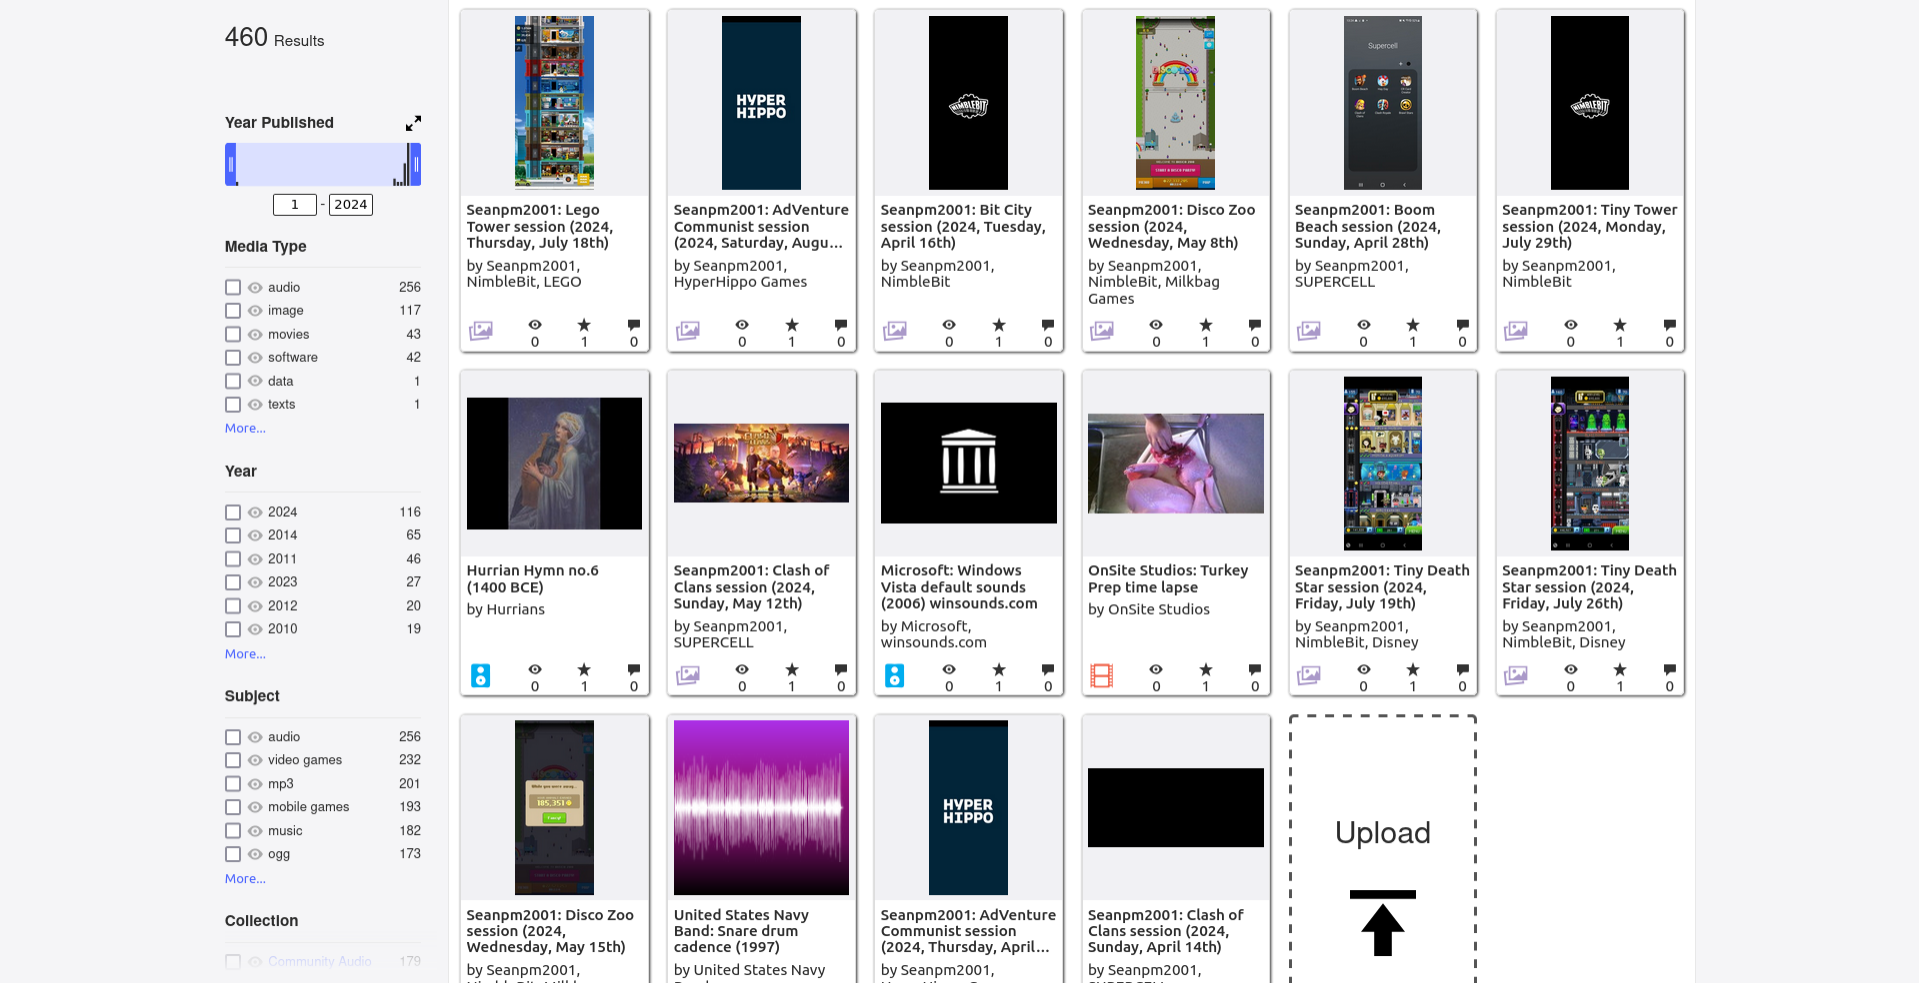 460 Results
Year Published
1 - 2024
Media Type
audio 256
image 117
movies 43
software 42
data 1
texts 1
More...
Year
2024 116
2014 65
2011 46
2023 27
2012 20
2010 19
More...
Subject
audio 256
video games 232
mp3 201
mobile games 193
music 182
ogg 173
More...
Collection
Community Audio 179
Seanpm2001: Lego
Tower session (2024,
Thursday, July 18th)
by Seanpm2001,
NimbleBit, LEGO
0 1 0
HYPER
HIPPO
Seanpm2001: AdVenture
Communist session
(2024, Saturday, Augu...
by Seanpm2001,
HyperHippo Games
0 1 0
NIMBLEBIT
Seanpm2001: Bit City
session (2024, Tuesday,
April 16th)
by Seanpm2001,
NimbleBit
0 1 0
Seanpm2001: Disco Zoo
session (2024,
Wednesday, May 8th)
by Seanpm2001,
NimbleBit, Milkbag
Games
0 1 0
Supercell
Seanpm2001: Boom
Beach session (2024,
Sunday, April 28th)
by Seanpm2001,
SUPERCELL
0 1 0
NIMBLEBIT
Seanpm2001: Tiny Tower
session (2024, Monday,
July 29th)
by Seanpm2001,
NimbleBit
0 1 0
Hurrian Hymn no.6
(1400 BCE)
by Hurrians
0 1 0
Seanpm2001: Clash of
Clans session (2024,
Sunday, May 12th)
by Seanpm2001,
SUPERCELL
0 1 0
Microsoft: Windows
Vista default sounds
(2006) winsounds.com
by Microsoft,
winsounds.com
0 1 0
OnSite Studios: Turkey
Prep time lapse
by OnSite Studios
0 1 0
Seanpm2001: Tiny Death
Star session (2024,
Friday, July 19th)
by Seanpm2001,
NimbleBit, Disney
0 1 0
Seanpm2001: Tiny Death
Star session (2024,
Friday, July 26th)
by Seanpm2001,
NimbleBit, Disney
0 1 0
185,351
Seanpm2001: Disco Zoo
session (2024,
Wednesday, May 15th)
by Seanpm2001,
United States Navy
Band: Snare drum
cadence (1997)
by United States Navy
HYPER
HIPPO
Seanpm2001: AdVenture
Communist session
(2024, Thursday, April...
by Seanpm2001,
Seanpm2001: Clash of
Clans session (2024,
Sunday, April 14th)
by Seanpm2001,
Upload